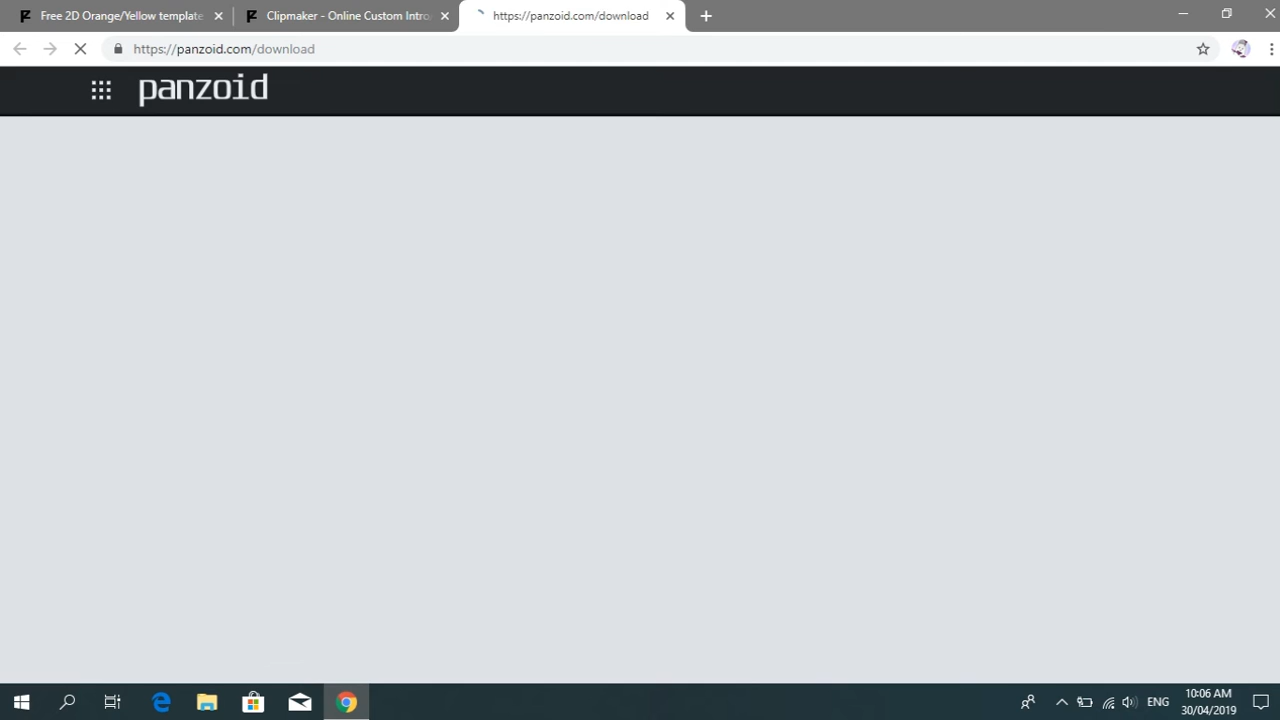 Free 2D Orange/Yellow template
Clipmaker - Online Custom Intro
https://panzoid.com/download
https://panzoid.com/download
panzoid
ENG
10:06 AM
30/04/2019